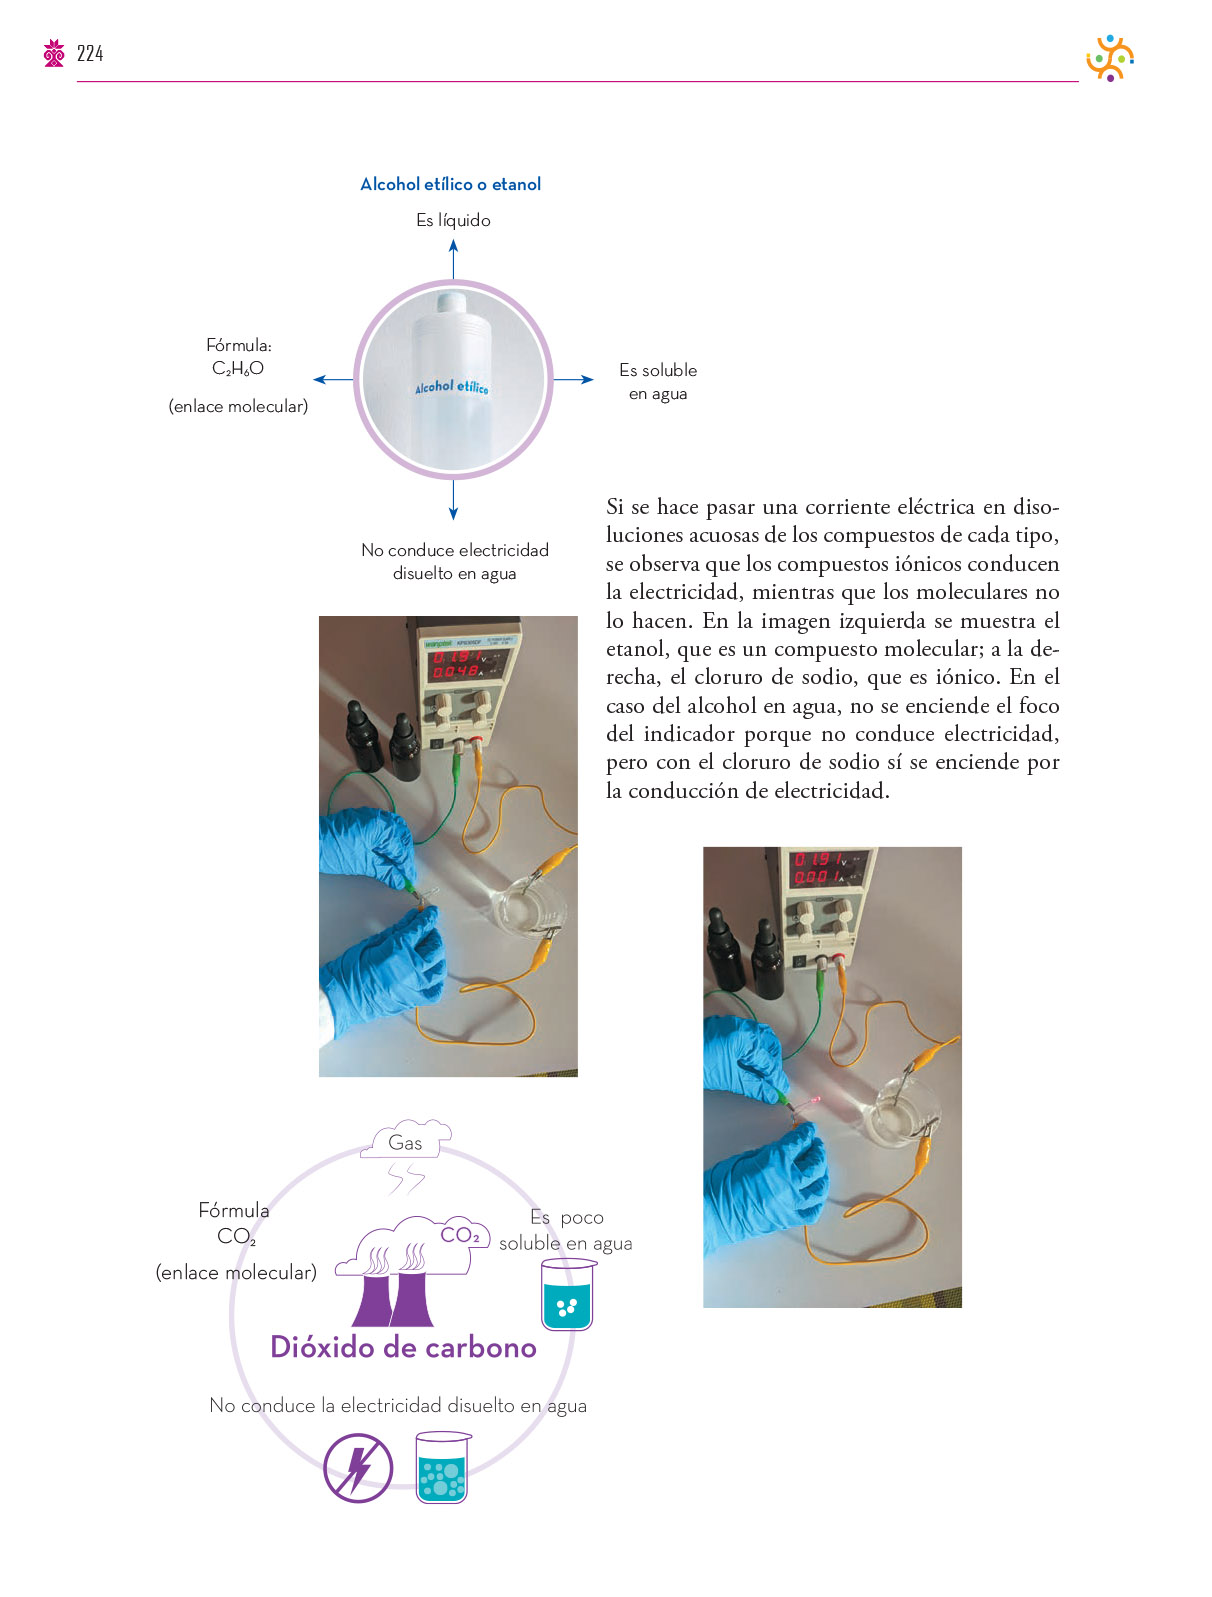 224
Alcohol etílico o etanol
Es líquido
Fórmula:
C₂H₆O
(enlace molecular)
Alcohol etílico
Es soluble
en agua
No conduce electricidad
disuelto en agua
Si se hace pasar una corriente eléctrica en diso-
luciones acuosas de los compuestos de cada tipo,
se observa que los compuestos iónicos conducen
la electricidad, mientras que los moleculares no
lo hacen. En la imagen izquierda se muestra el
etanol, que es un compuesto molecular; a la de-
recha, el cloruro de sodio, que es iónico. En el
caso del alcohol en agua, no se enciende el foco
del indicador porque no conduce electricidad,
pero con el cloruro de sodio sí se enciende por
la conducción de electricidad.
01.91 V
0.048 A
01.91 V
0.001 A
Gas
Fórmula
CO₂
(enlace molecular)
CO₂
Es poco
soluble en agua
Dióxido de carbono
No conduce la electricidad disuelto en agua